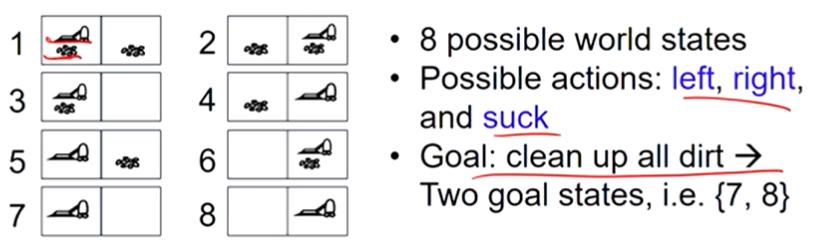 1
2
3
4
5
6
7
8
• 8 possible world states
• Possible actions: left, right,
and suck
• Goal: clean up all dirt →
Two goal states, i.e. {7, 8}